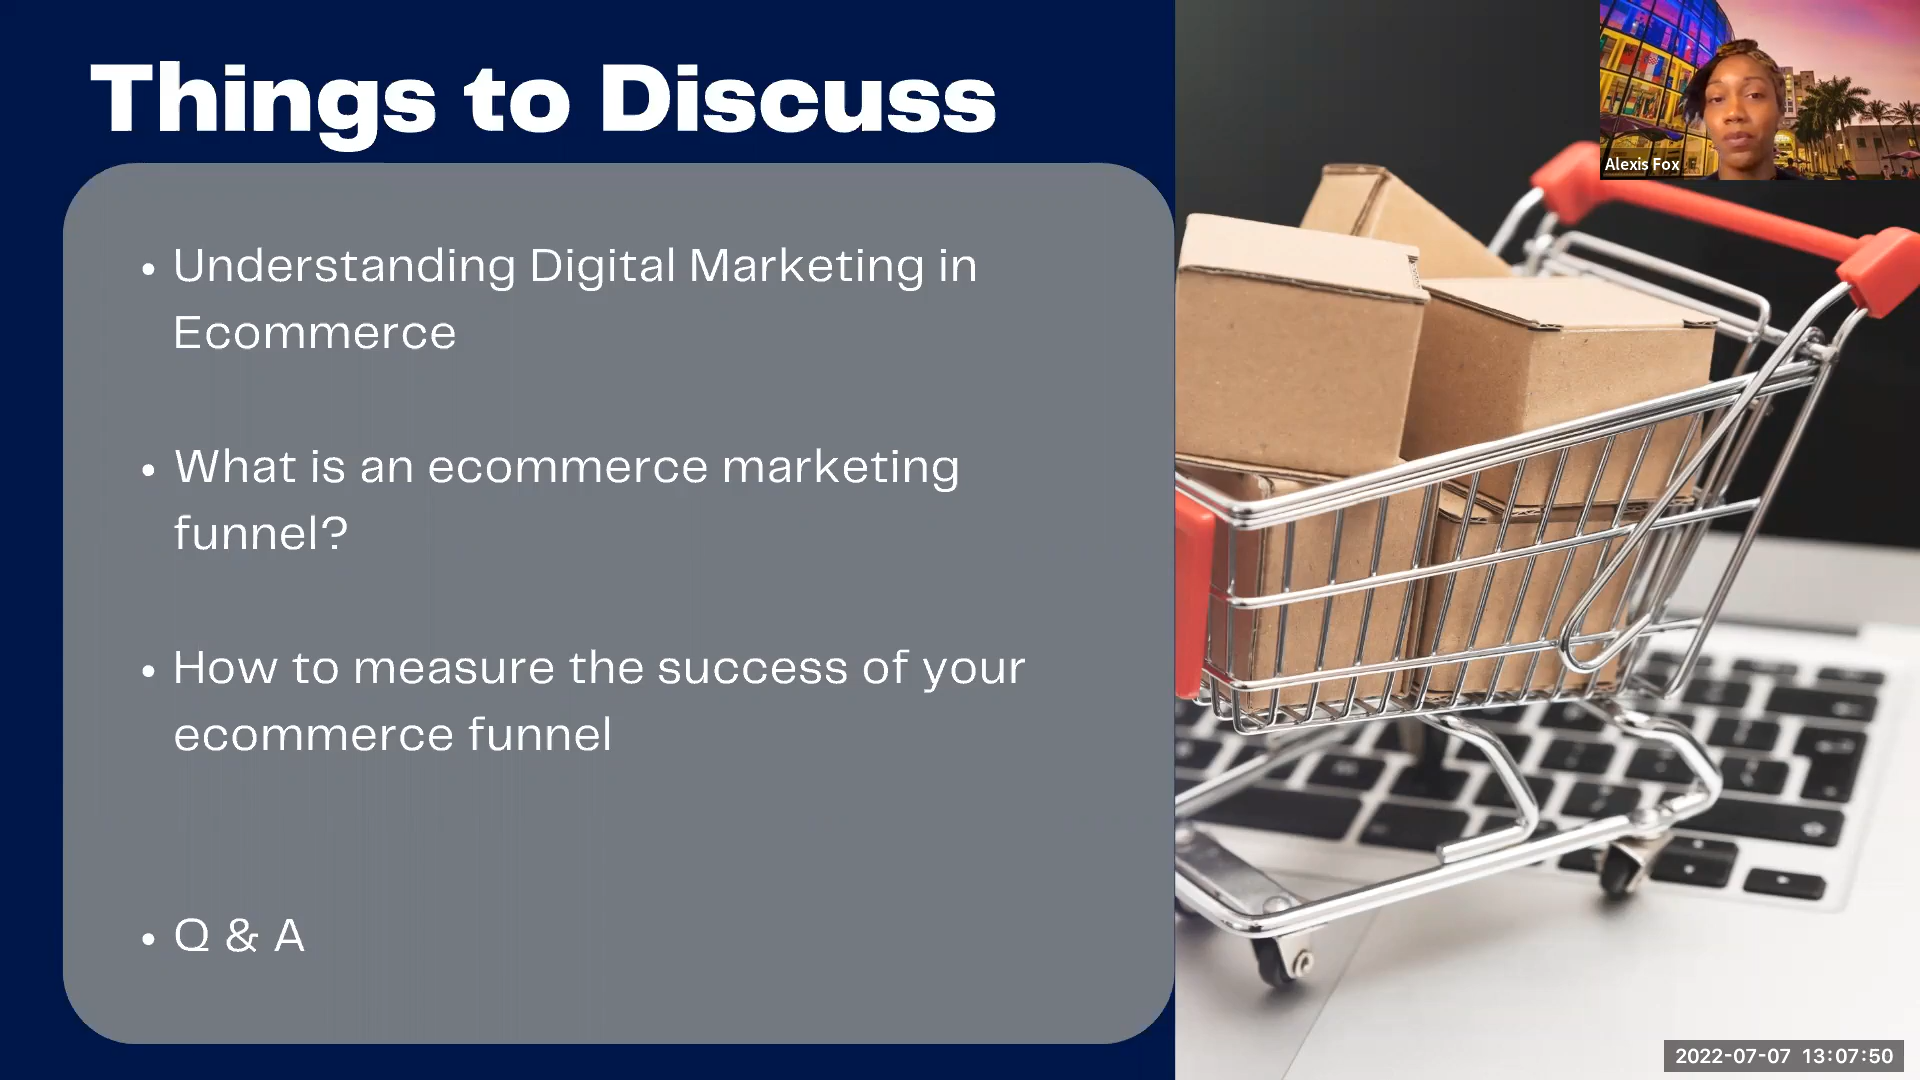 Things to Discuss
Alexis Fox
• Understanding Digital Marketing in
Ecommerce
• What is an ecommerce marketing
funnel?
• How to measure the success of your
ecommerce funnel
• Q & A
2022-07-07 13:07:50